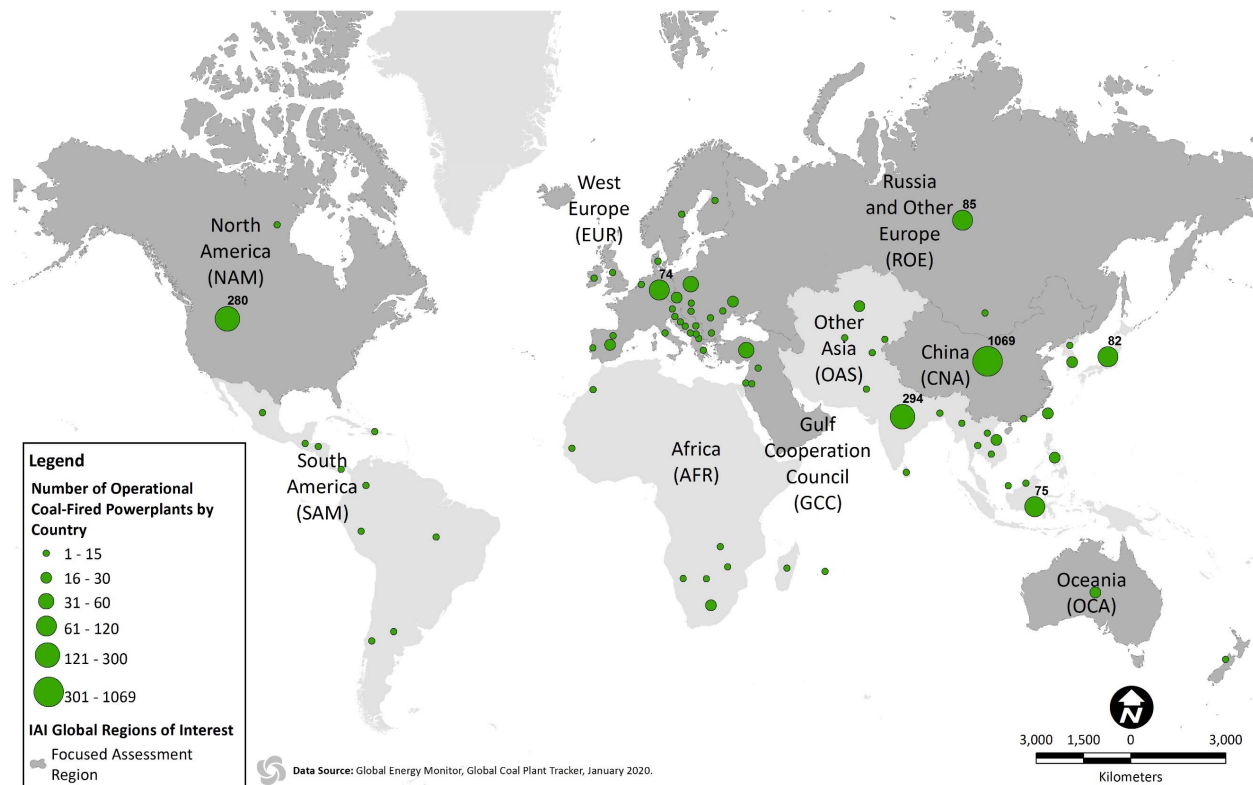 West
Europe
(EUR)
Russia
and Other
Europe
(ROE)
85
North
America
(NAM)
280
74
Other
Asia
(OAS)
China
(CNA)
1069
82
294
Gulf
Cooperation
Council
(GCC)
Africa
(AFR)
South
America
(SAM)
75
Oceania
(OCA)
Legend
Number of Operational
Coal-Fired Powerplants by
Country
1 - 15
16 - 30
31 - 60
61 - 120
121 - 300
301 - 1069
IAI Global Regions of Interest
Focused Assessment
Region
Data Source: Global Energy Monitor, Global Coal Plant Tracker, January 2020.
N
3,000 1,500 0 3,000
Kilometers